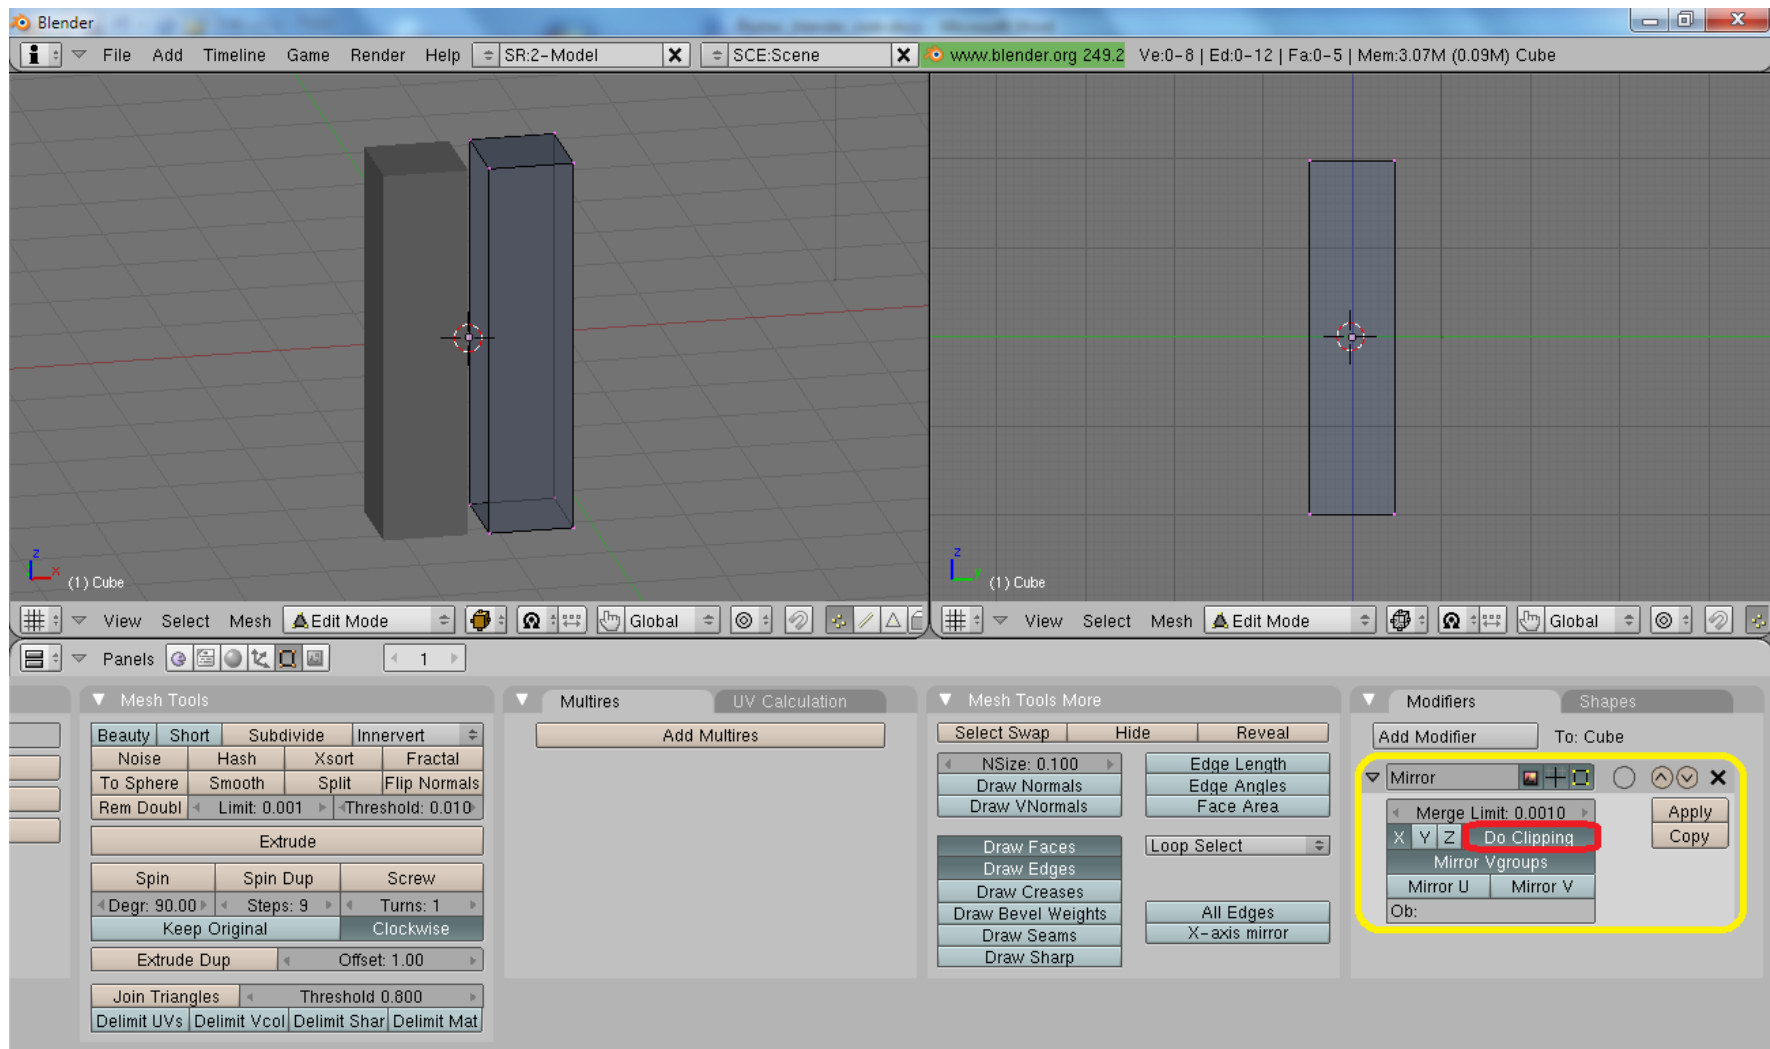 Blender
File Add Timeline Game Render Help SR:2-Model X SCE:Scene X www.blender.org 249.2 Ve:0-8 | Ed:0-12 | Fa:0-5 | Mem:3.07M (0.09M) Cube
z
x
(1) Cube
z
y
(1) Cube
View Select Mesh Edit Mode Global
View Select Mesh Edit Mode Global
Panels 1
Mesh Tools
Beauty Short Subdivide Innervert
Noise Hash Xsort Fractal
To Sphere Smooth Split Flip Normals
Rem Doubl Limit: 0.001 Threshold: 0.010
Extrude
Spin Spin Dup Screw
Degr: 90.00 Steps: 9 Turns: 1
Keep Original Clockwise
Extrude Dup Offset: 1.00
Join Triangles Threshold 0.800
Delimit UVs Delimit Vcol Delimit Shar Delimit Mat
Multires UV Calculation
Add Multires
Mesh Tools More
Select Swap Hide Reveal
NSize: 0.100
Draw Normals
Draw VNormals
Edge Length
Edge Angles
Face Area
Draw Faces
Draw Edges
Draw Creases
Draw Bevel Weights
Draw Seams
Draw Sharp
Loop Select
All Edges
X-axis mirror
Modifiers Shapes
Add Modifier To: Cube
Mirror
Merge Limit: 0.0010 Apply
X Y Z Do Clipping Copy
Mirror Vgroups
Mirror U Mirror V
Ob: